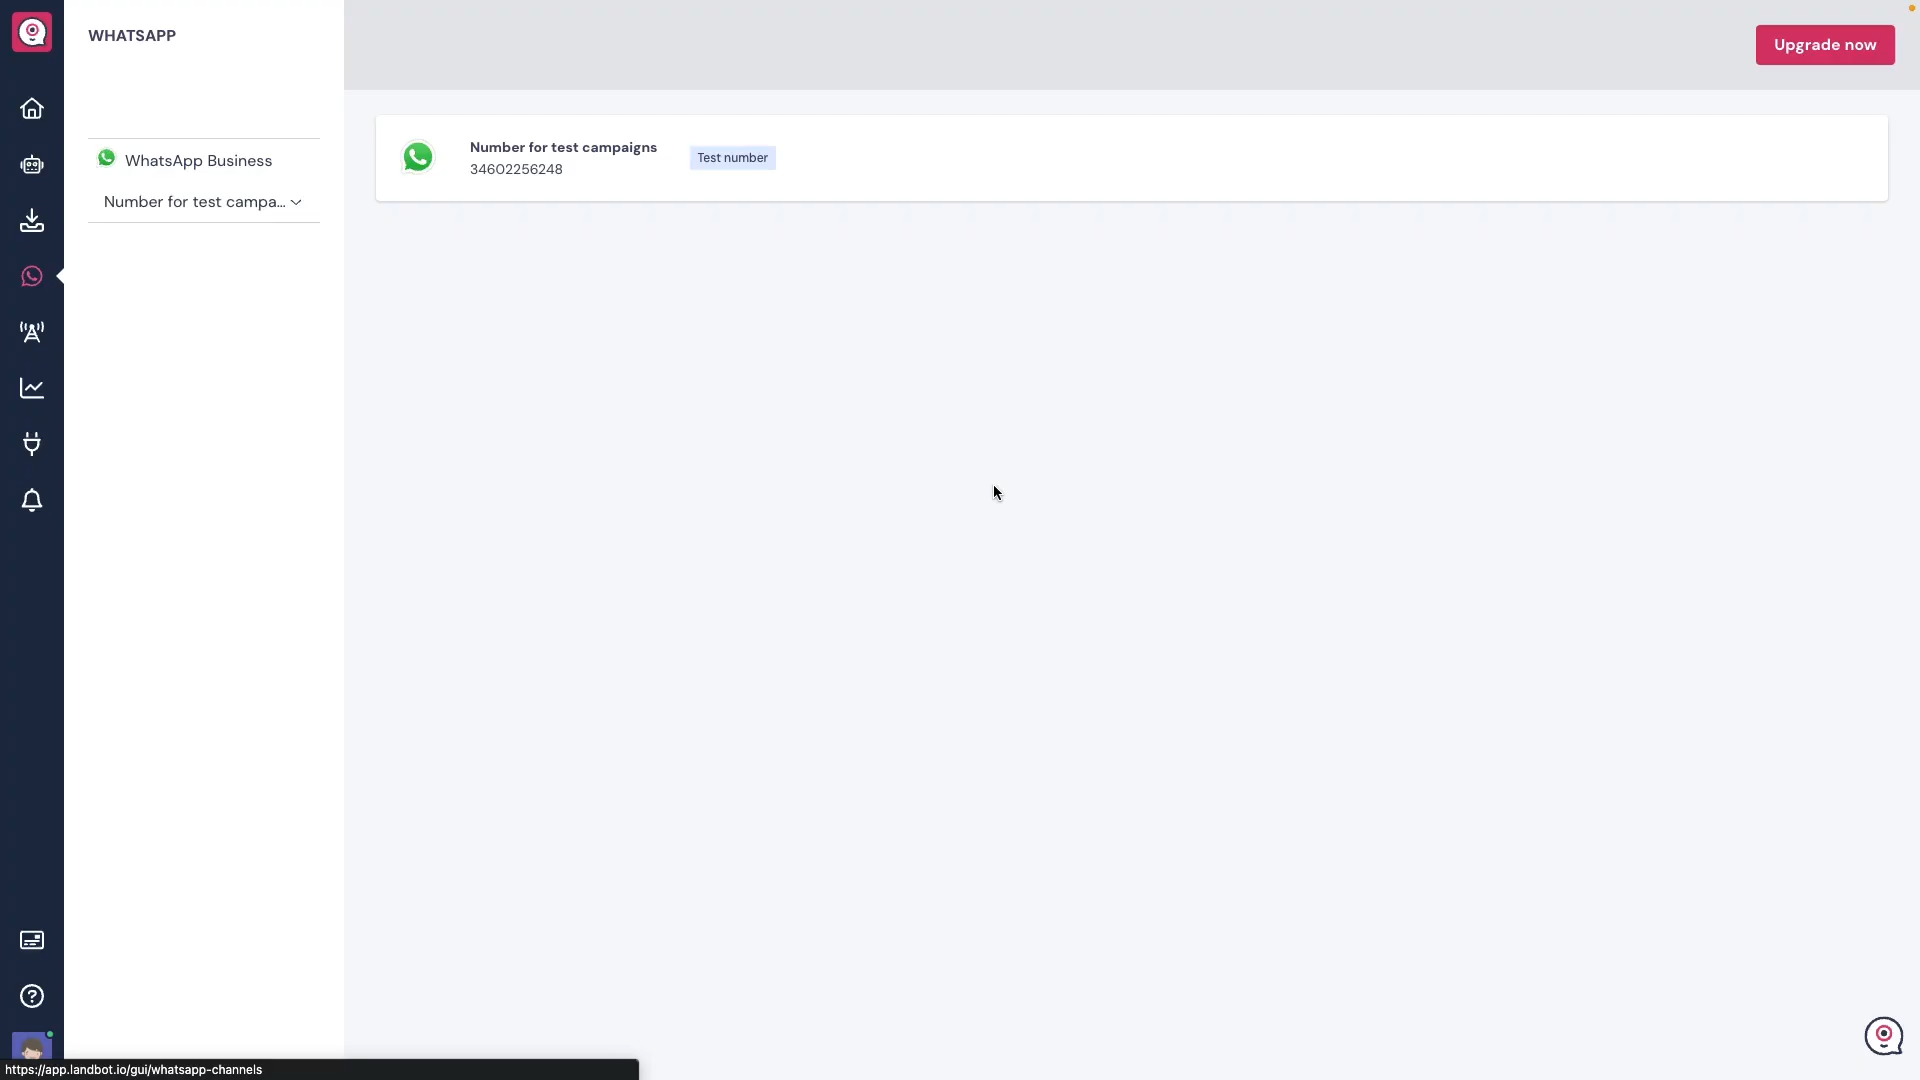 WHATSAPP
Upgrade now
WhatsApp Business
Number for test campa...
Number for test campaigns
34602256248
Test number
https://app.landbot.io/gui/whatsapp-channels